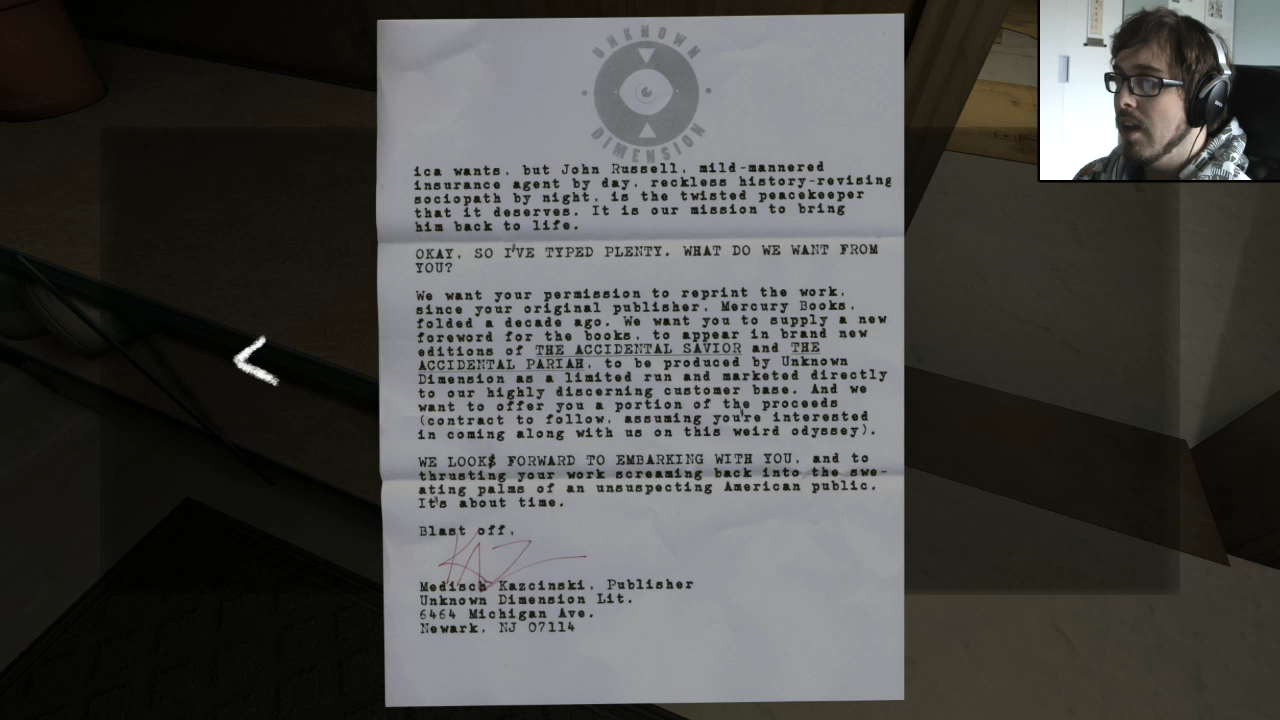 UNKNOWN
DIMENSION
ica wants, but John Russell, mild-mannered
insurance agent by day, reckless history-revising
sociopath by night, is the twisted peacekeeper
that it deserves. It is our mission to bring
him back to life.
OKAY, SO I'VE TYPED PLENTY. WHAT DO WE WANT FROM
YOU?
We want your permission to reprint the work,
since your original publisher, Mercury Books,
folded a decade ago. We want you to supply a new
foreword for the books, to appear in brand new
editions of THE ACCIDENTAL SAVIOR and THE
ACCIDENTAL PARIAH, to be produced by Unknown
Dimension as a limited run and marketed directly
to our highly discerning customer base. And we
want to offer you a portion of the proceeds
(contract to follow, assuming you're interested
in coming along with us on this weird odyssey).
WE LOOK$ FORWARD TO EMBARKING WITH YOU, and to
thrusting your work screaming back into the swe-
ating palms of an unsuspecting American public.
It's about time.
Blast off,
KAZ
Medisch Kazcinski, Publisher
Unknown Dimension Lit.
6464 Michigan Ave.
Newark, NJ 07114